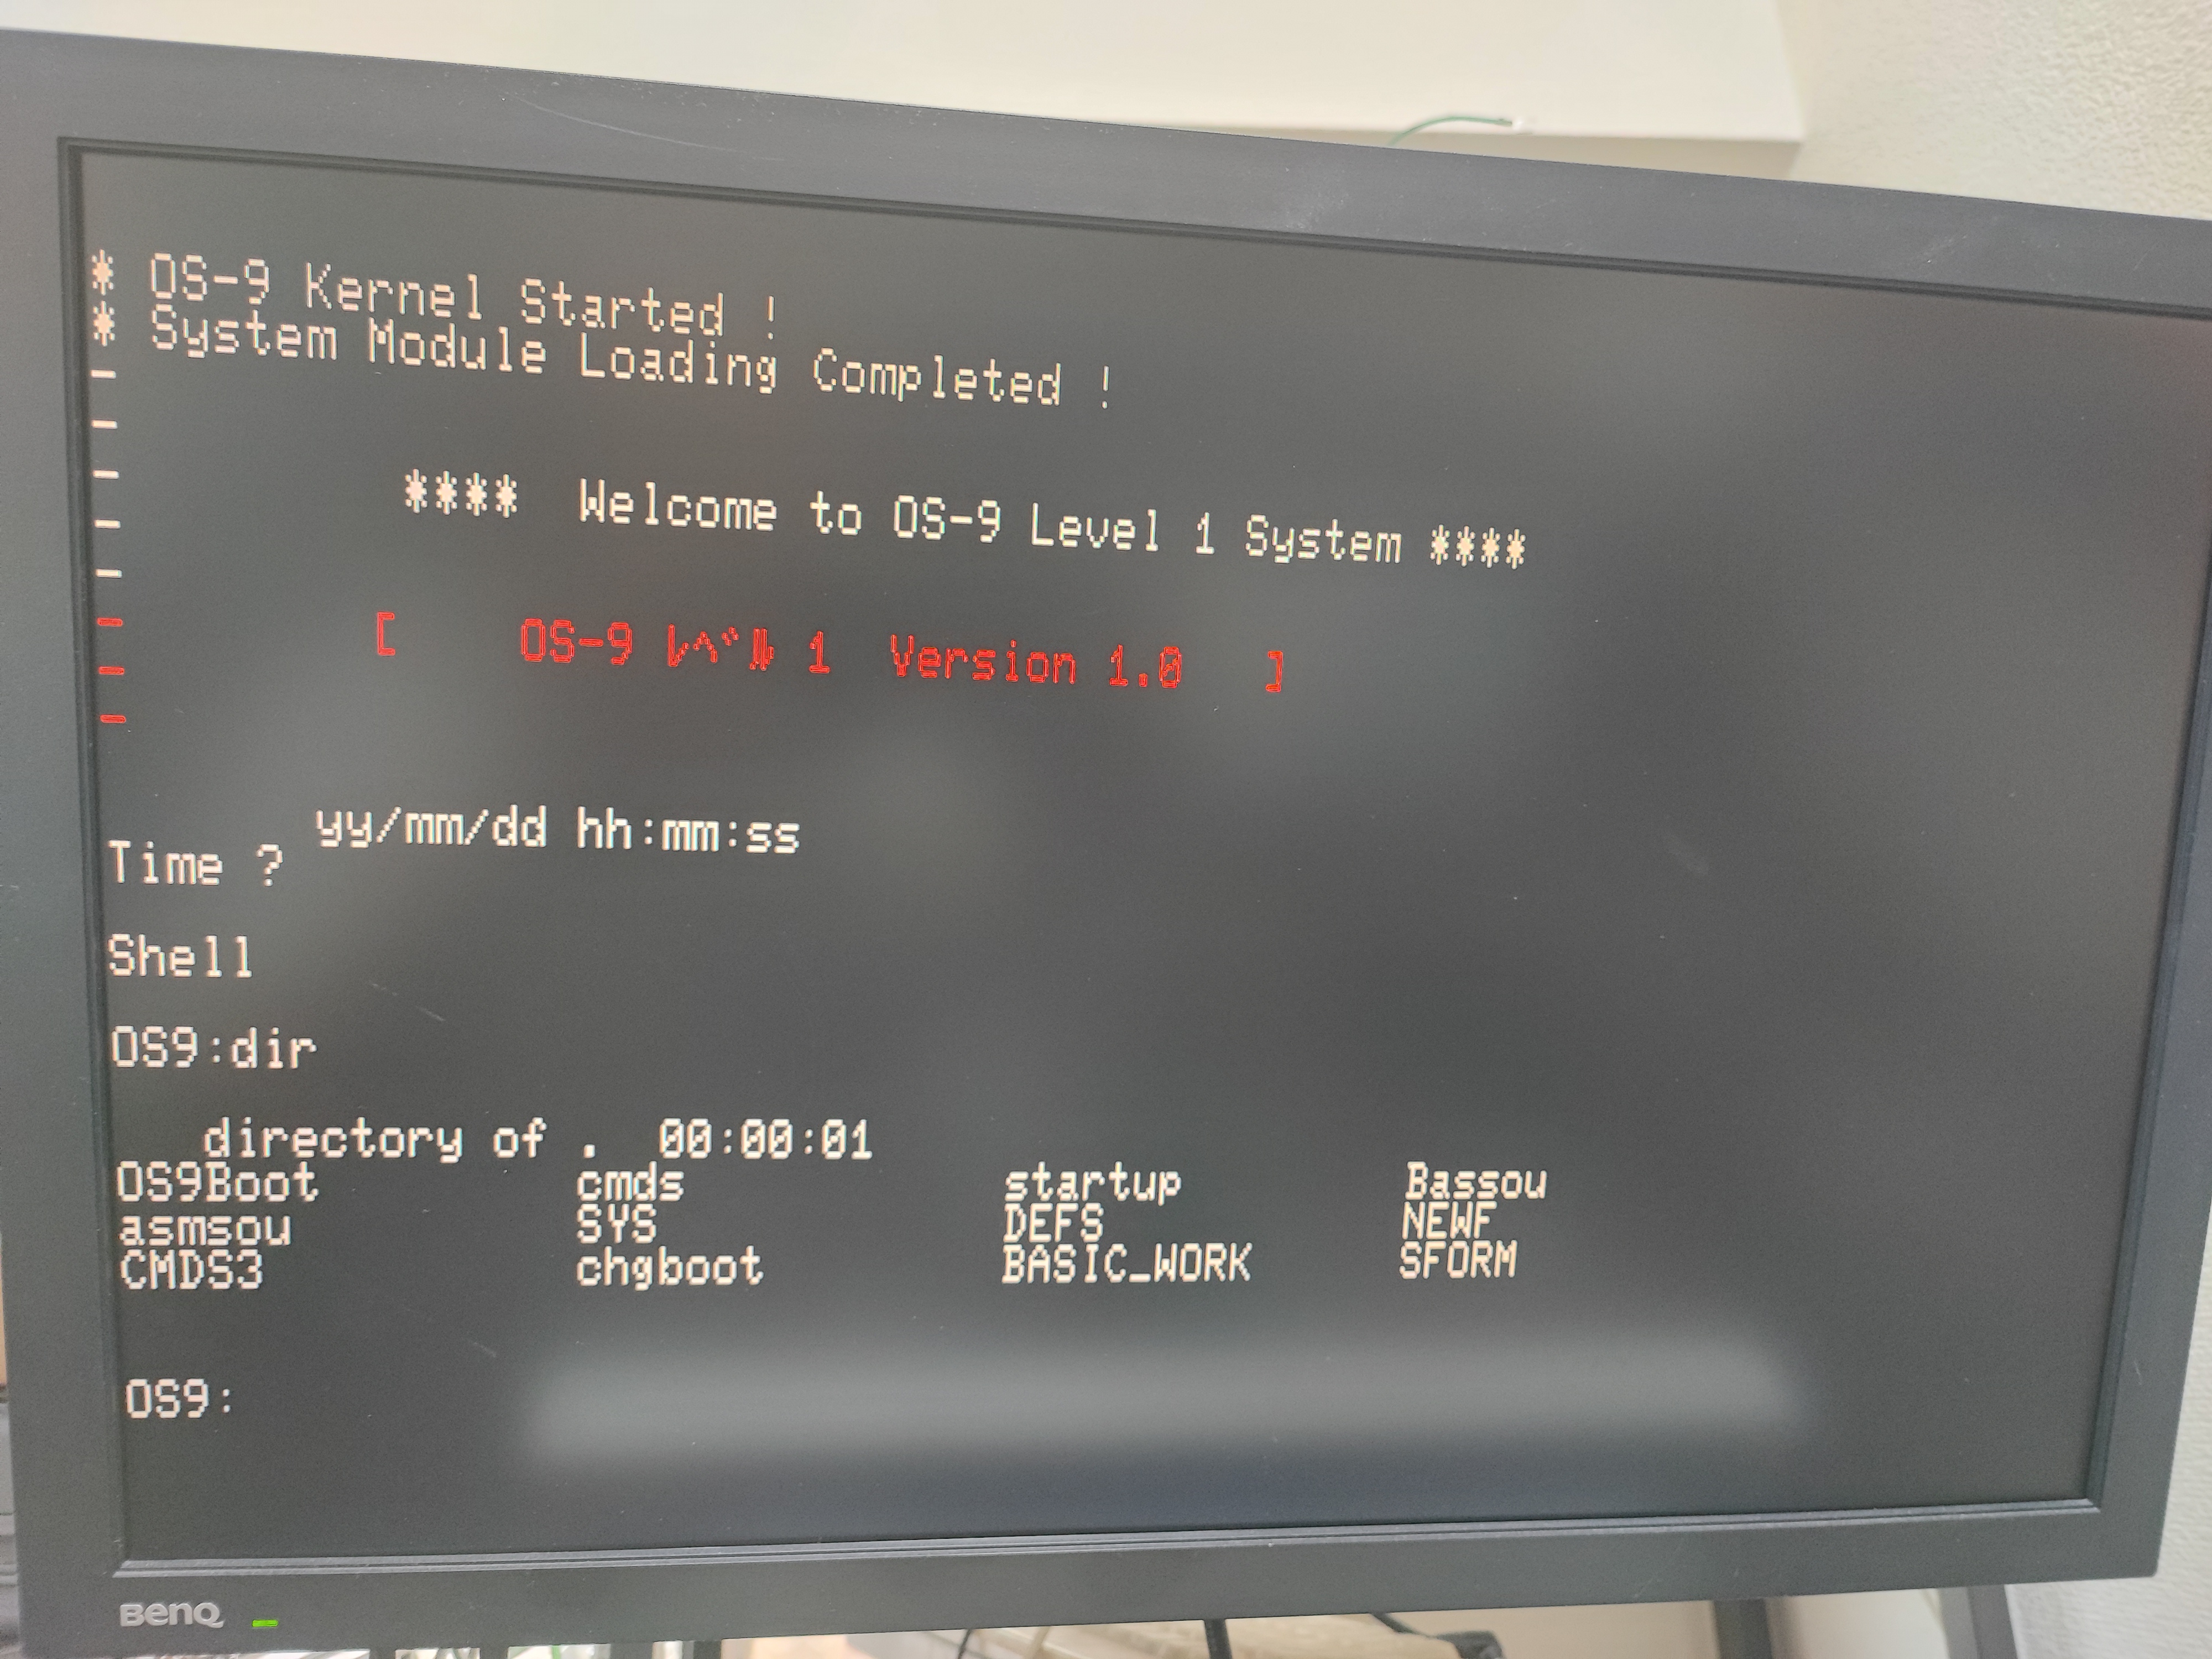 * OS-9 Kernel Started !
* System Module Loading Completed !
-
-
-
**** Welcome to OS-9 Level 1 System ****
-
-
-
[ OS-9 ﾚﾍﾞﾙ 1 Version 1.0 ]
-
-
yy/mm/dd hh:mm:ss
Time ?
Shell
OS9:dir
directory of . 00:00:01
OS9Boot cmds startup Bassou
asmsou SYS DEFS NEWF
CMDS3 chgboot BASIC_WORK SFORM
OS9:
BenQ